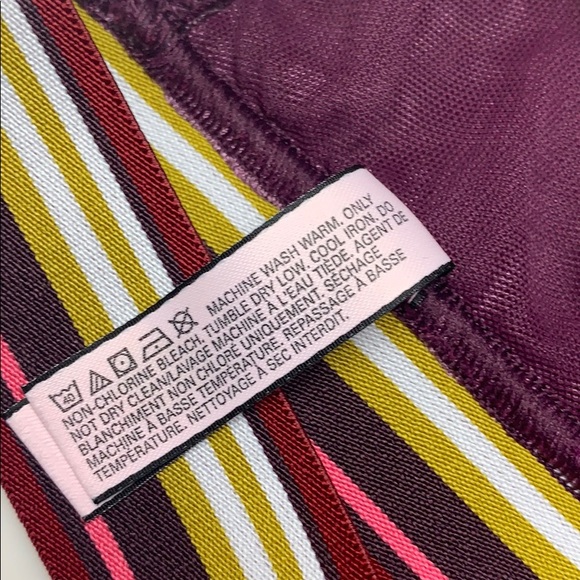 40 MACHINE WASH WARM. ONLY
NON-CHLORINE BLEACH. TUMBLE DRY LOW. COOL IRON. DO
NOT DRY CLEAN/LAVAGE MACHINE À L'EAU TIÈDE. AGENT DE
BLANCHIMENT NON CHLORÉ UNIQUEMENT. SÉCHAGE
MACHINE À BASSE TEMPÉRATURE. REPASSAGE À BASSE
TEMPÉRATURE. NETTOYAGE À SEC INTERDIT.